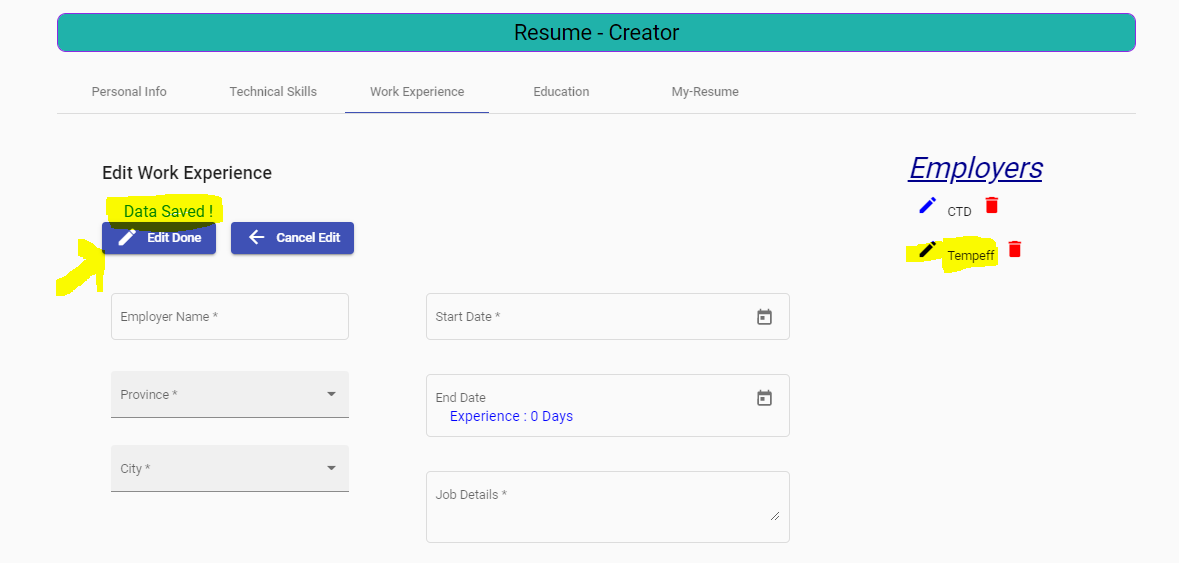 Resume - Creator
Personal Info Technical Skills Work Experience Education My-Resume
Edit Work Experience
Data Saved !
Edit Done Cancel Edit
Employer Name *
Province *
City *
Start Date *
End Date
Experience : 0 Days
Job Details *
Employers
CTD
Tempeff